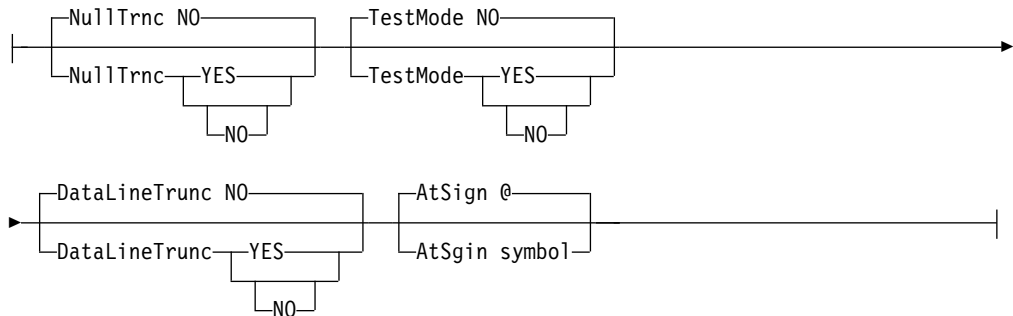 NullTrnc NO TestMode NO
NullTrnc YES TestMode YES
NO NO
DataLineTrunc NO AtSign @
DataLineTrunc YES AtSgin symbol
NO